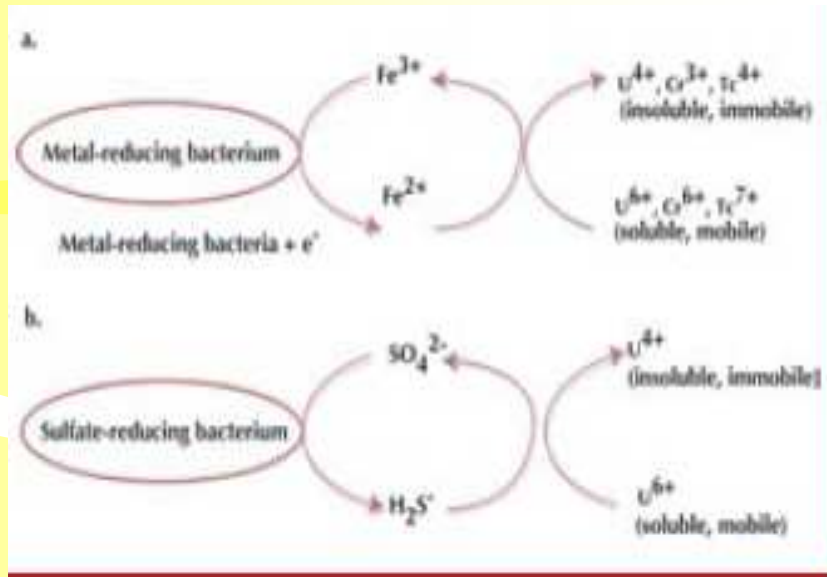 a.
Fe³⁺
U⁴⁺, Cr³⁺, Tc⁴⁺
(insoluble, immobile)
Metal-reducing bacterium
Fe²⁺
U⁶⁺, Cr⁶⁺, Tc⁷⁺
(soluble, mobile)
Metal-reducing bacteria + e⁻
b.
SO₄²⁻
U⁴⁺
(insoluble, immobile)
Sulfate-reducing bacterium
H₂S⁻
U⁶⁺
(soluble, mobile)